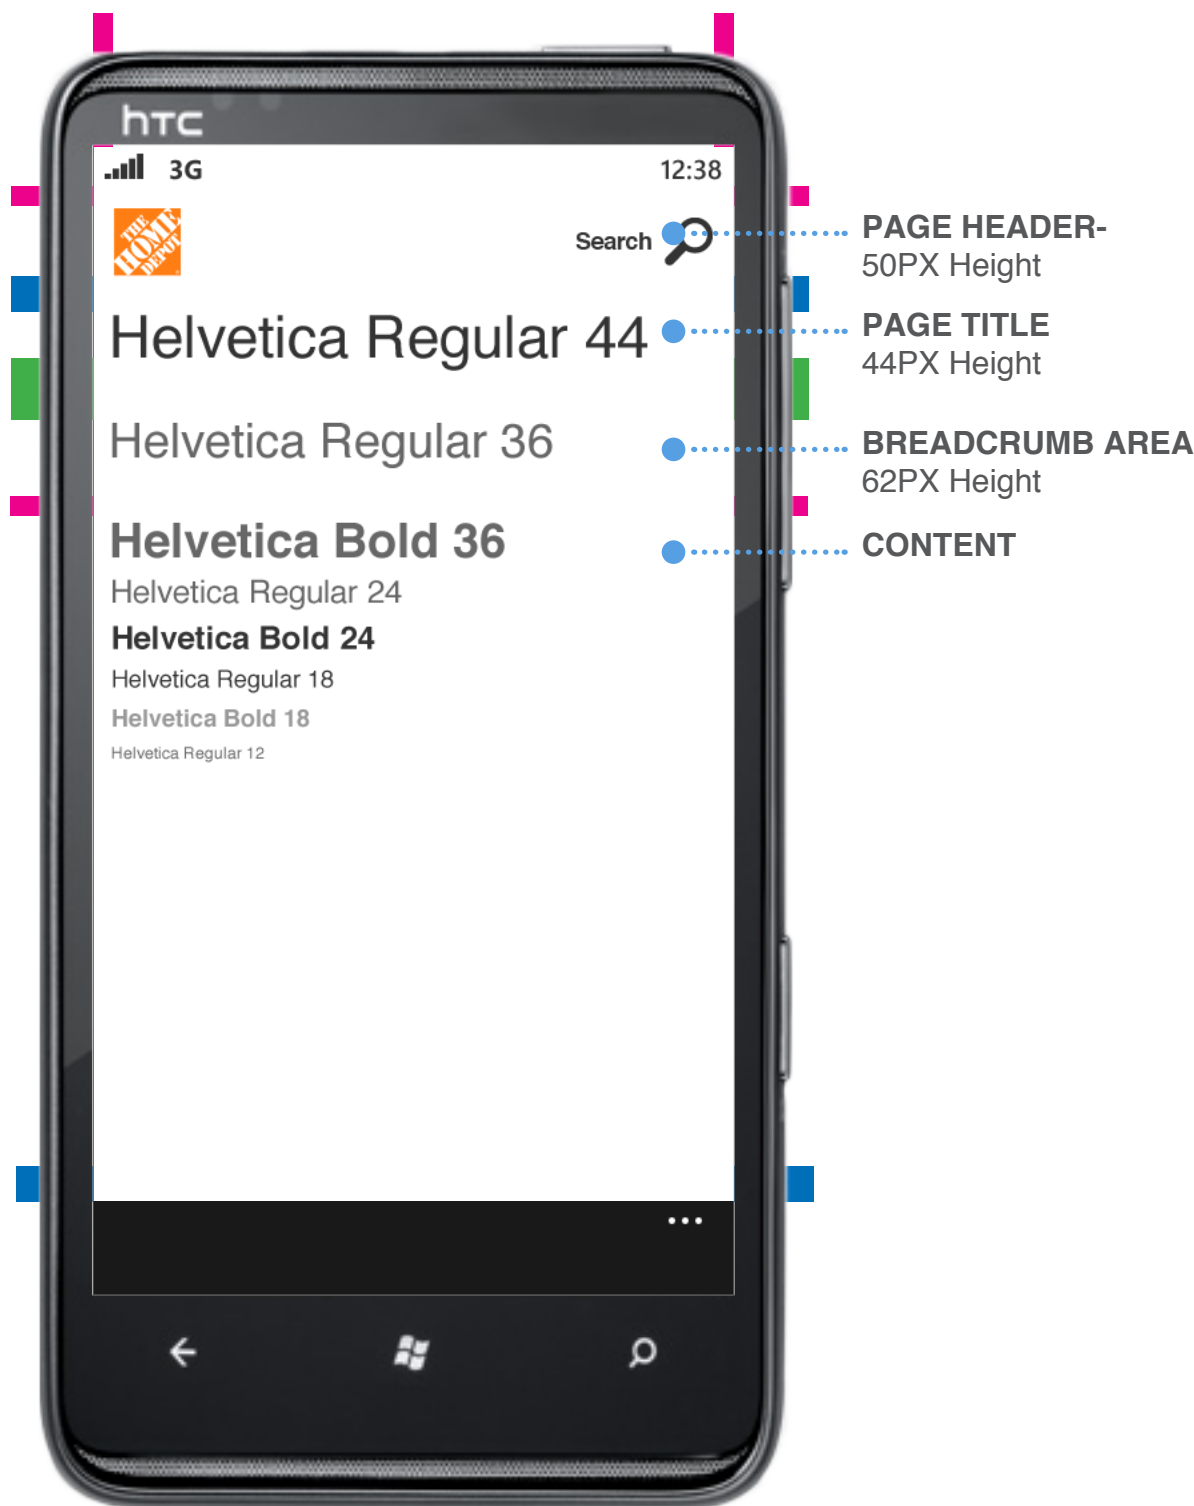 hTC
3G 12:38
THE
HOME
DEPOT
Search
PAGE HEADER-
50PX Height
Helvetica Regular 44
PAGE TITLE
44PX Height
Helvetica Regular 36
BREADCRUMB AREA
62PX Height
Helvetica Bold 36
CONTENT
Helvetica Regular 24
Helvetica Bold 24
Helvetica Regular 18
Helvetica Bold 18
Helvetica Regular 12